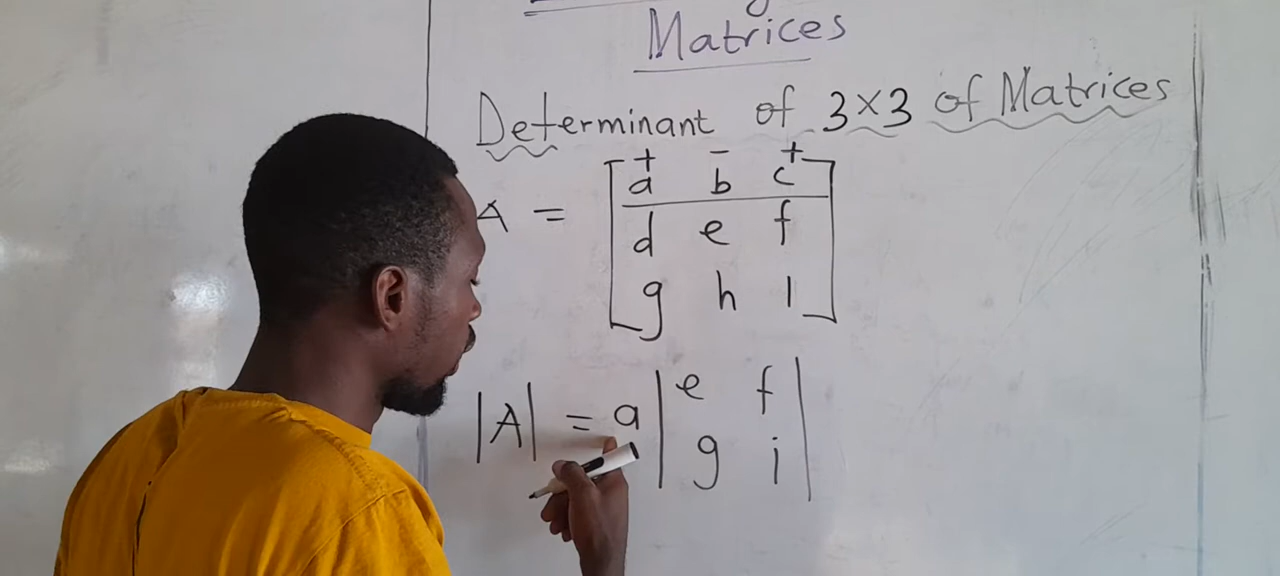 Matrices
Determinant of 3×3 of Matrices
+ − +
a b c
A = d e f
g h i
|A| = a | e f |
g i